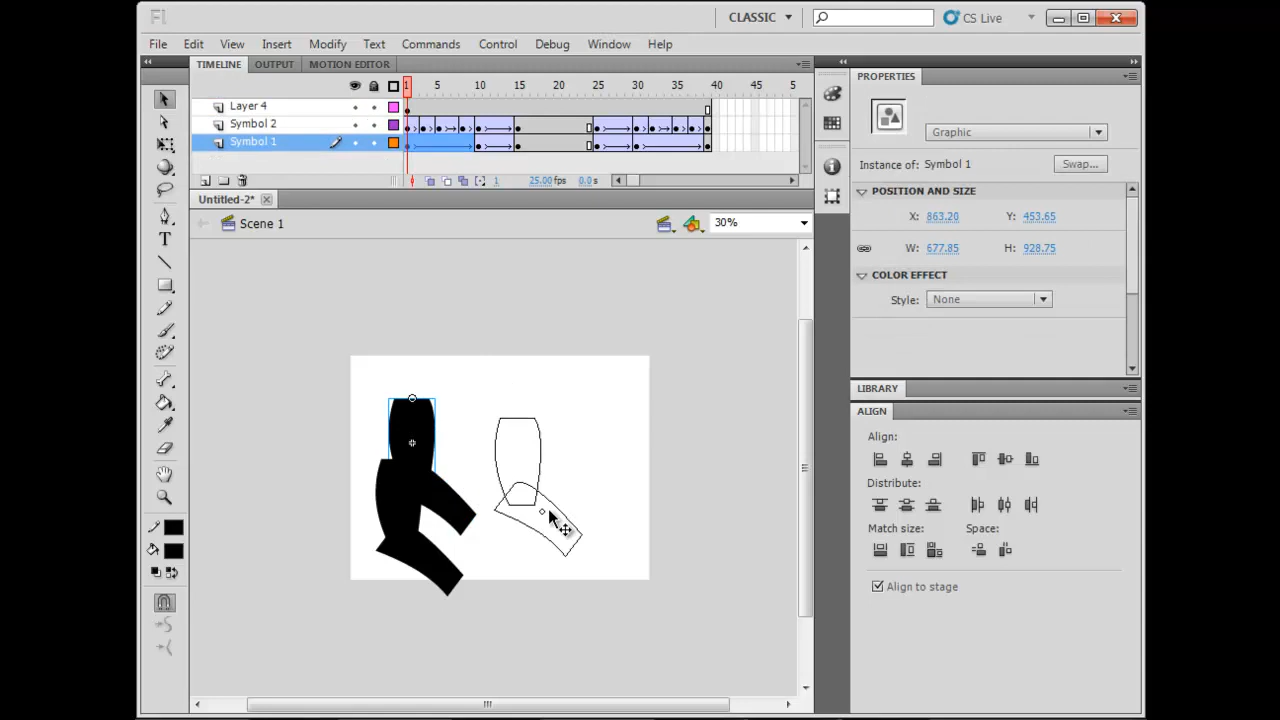 Fl CLASSIC CS Live
File Edit View Insert Modify Text Commands Control Debug Window Help
TIMELINE OUTPUT MOTION EDITOR
1 5 10 15 20 25 30 35 40 45 5
Layer 4
Symbol 2
Symbol 1
1 25.00 fps 0.0 s
Untitled-2*
Scene 1 30%
PROPERTIES
Graphic
Instance of: Symbol 1 Swap...
POSITION AND SIZE
X: 863.20 Y: 453.65
W: 677.85 H: 928.75
COLOR EFFECT
Style: None
LIBRARY
ALIGN
Align:
Distribute:
Match size: Space:
Align to stage